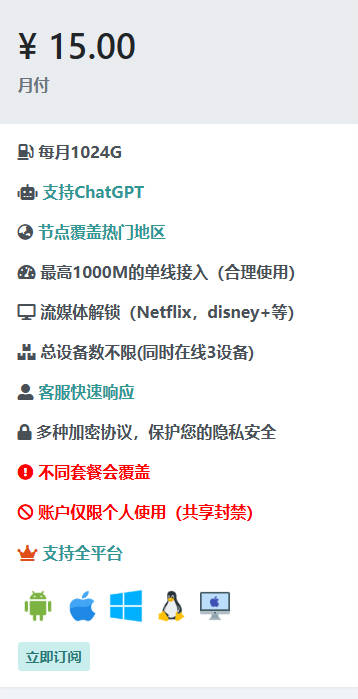 ¥ 15.00
月付
每月1024G
支持ChatGPT
节点覆盖热门地区
最高1000M的单线接入（合理使用）
流媒体解锁（Netflix，disney+等）
总设备数不限(同时在线3设备)
客服快速响应
多种加密协议，保护您的隐私安全
不同套餐会覆盖
账户仅限个人使用（共享封禁）
支持全平台
立即订阅